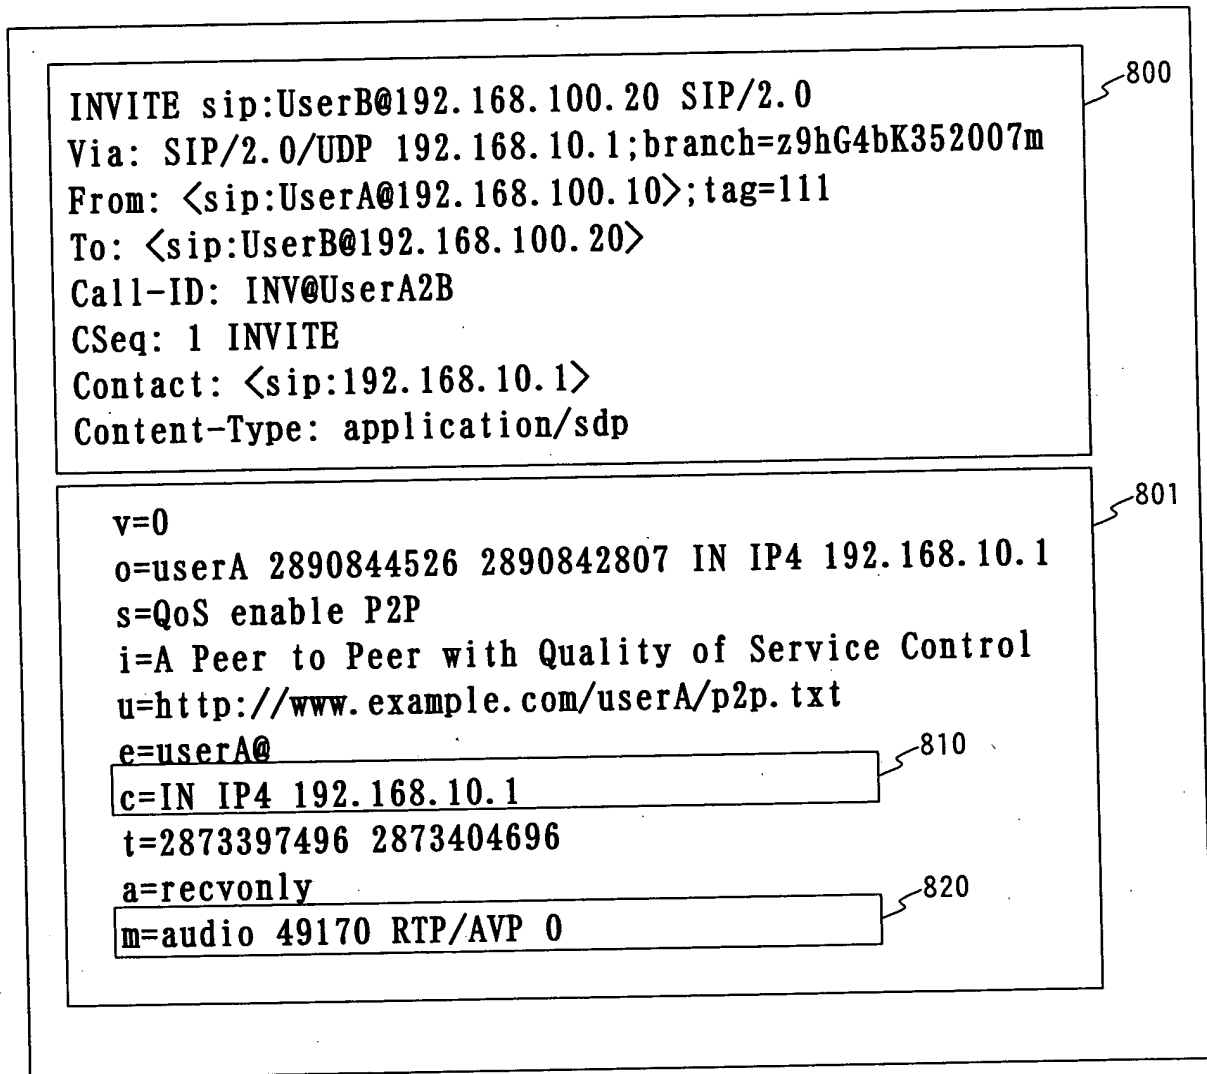 800
INVITE sip:UserB@192.168.100.20 SIP/2.0
Via: SIP/2.0/UDP 192.168.10.1;branch=z9hG4bK352007m
From: <sip:UserA@192.168.100.10>;tag=111
To: <sip:UserB@192.168.100.20>
Call-ID: INV@UserA2B
CSeq: 1 INVITE
Contact: <sip:192.168.10.1>
Content-Type: application/sdp
801
v=0
o=userA 2890844526 2890842807 IN IP4 192.168.10.1
s=QoS enable P2P
i=A Peer to Peer with Quality of Service Control
u=http://www.example.com/userA/p2p.txt
e=userA@
810
c=IN IP4 192.168.10.1
t=2873397496 2873404696
a=recvonly
820
m=audio 49170 RTP/AVP 0